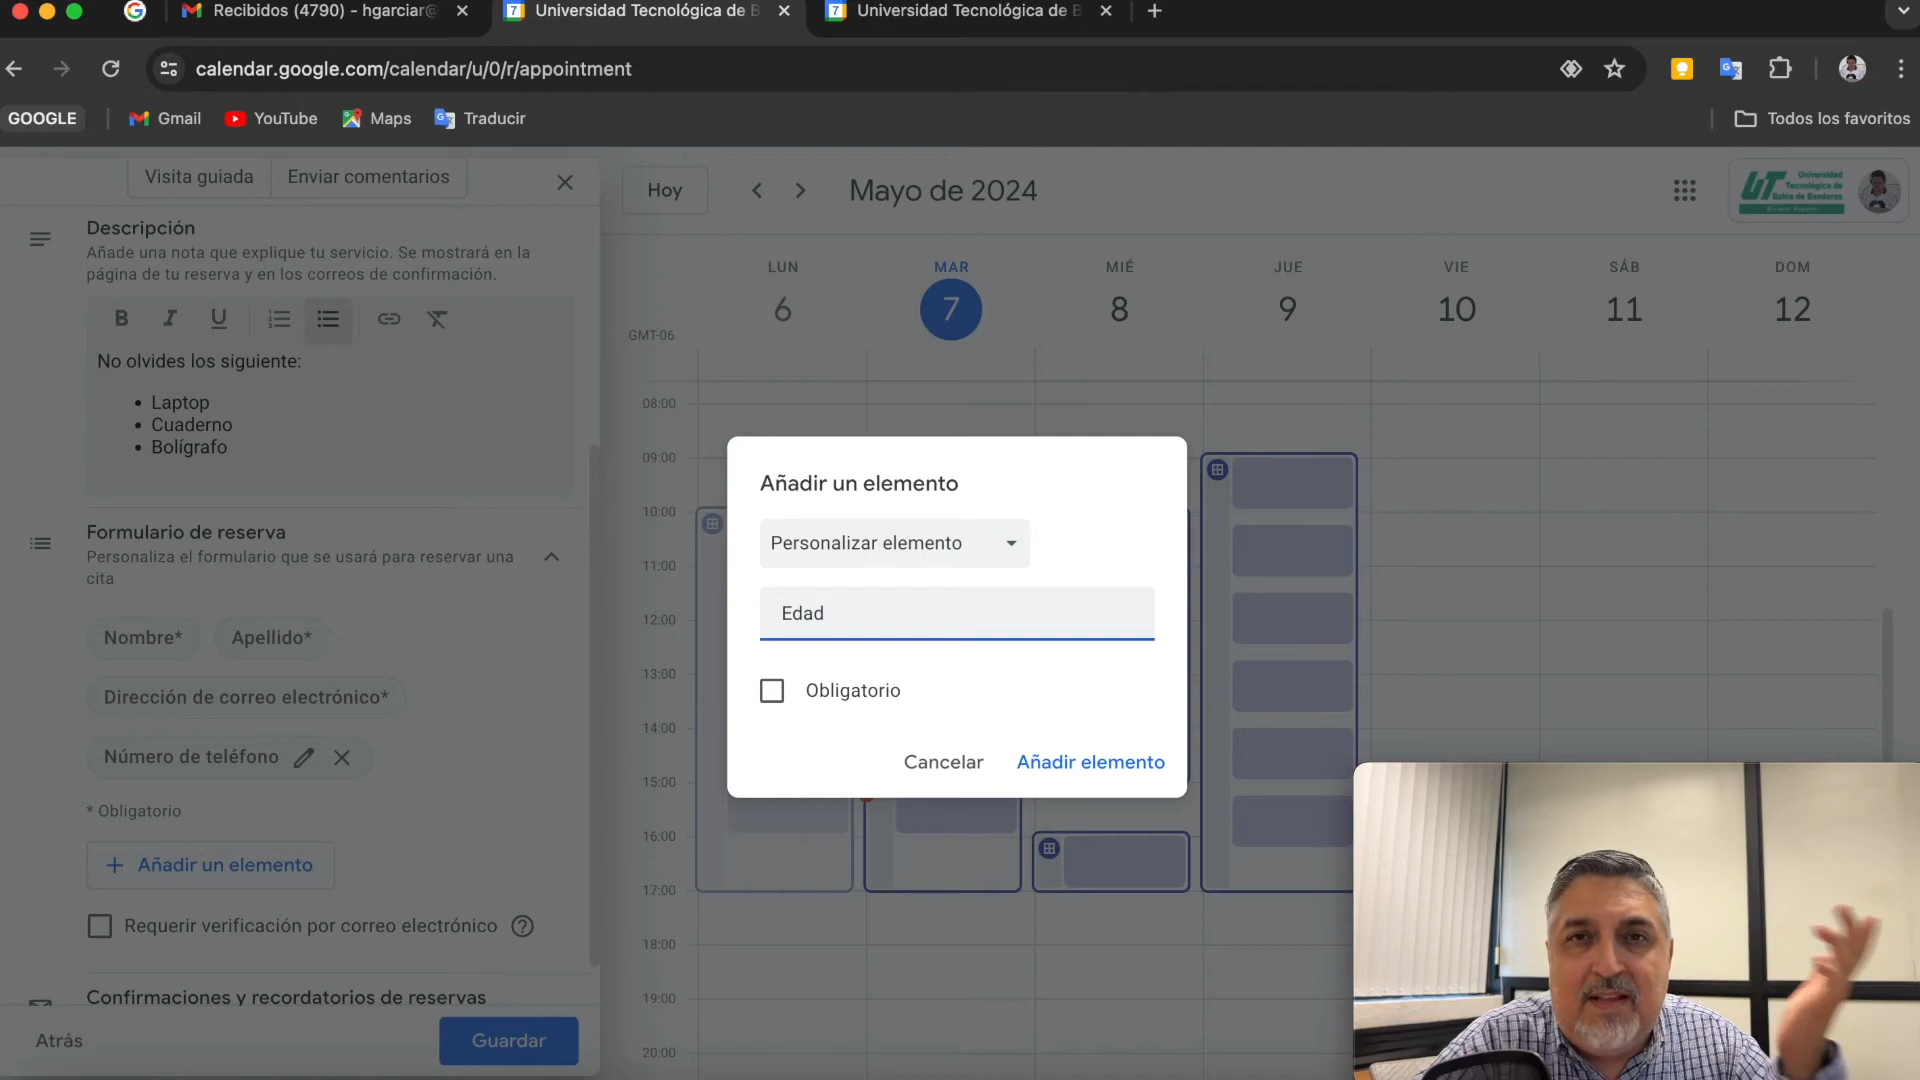 Recibidos (4790) - hgarciar@
Universidad Tecnológica de B
Universidad Tecnológica de B
calendar.google.com/calendar/u/0/r/appointment
GOOGLE
Gmail
YouTube
Maps
Traducir
Todos los favoritos
Visita guiada
Enviar comentarios
Descripción
Añade una nota que explique tu servicio. Se mostrará en la
página de tu reserva y en los correos de confirmación.
B I U
No olvides los siguiente:
• Laptop
• Cuaderno
• Bolígrafo
Formulario de reserva
Personaliza el formulario que se usará para reservar una
cita
Nombre*
Apellido*
Dirección de correo electrónico*
Número de teléfono
* Obligatorio
+ Añadir un elemento
Requerir verificación por correo electrónico
Confirmaciones y recordatorios de reservas
Atrás
Guardar
Hoy
Mayo de 2024
UT
Universidad
Tecnológica de
Bahía de Banderas
LUN
6
MAR
7
MIÉ
8
JUE
9
VIE
10
SÁB
11
DOM
12
GMT-06
08:00
09:00
10:00
11:00
12:00
13:00
14:00
15:00
16:00
17:00
18:00
19:00
20:00
Añadir un elemento
Personalizar elemento
Edad
Obligatorio
Cancelar
Añadir elemento